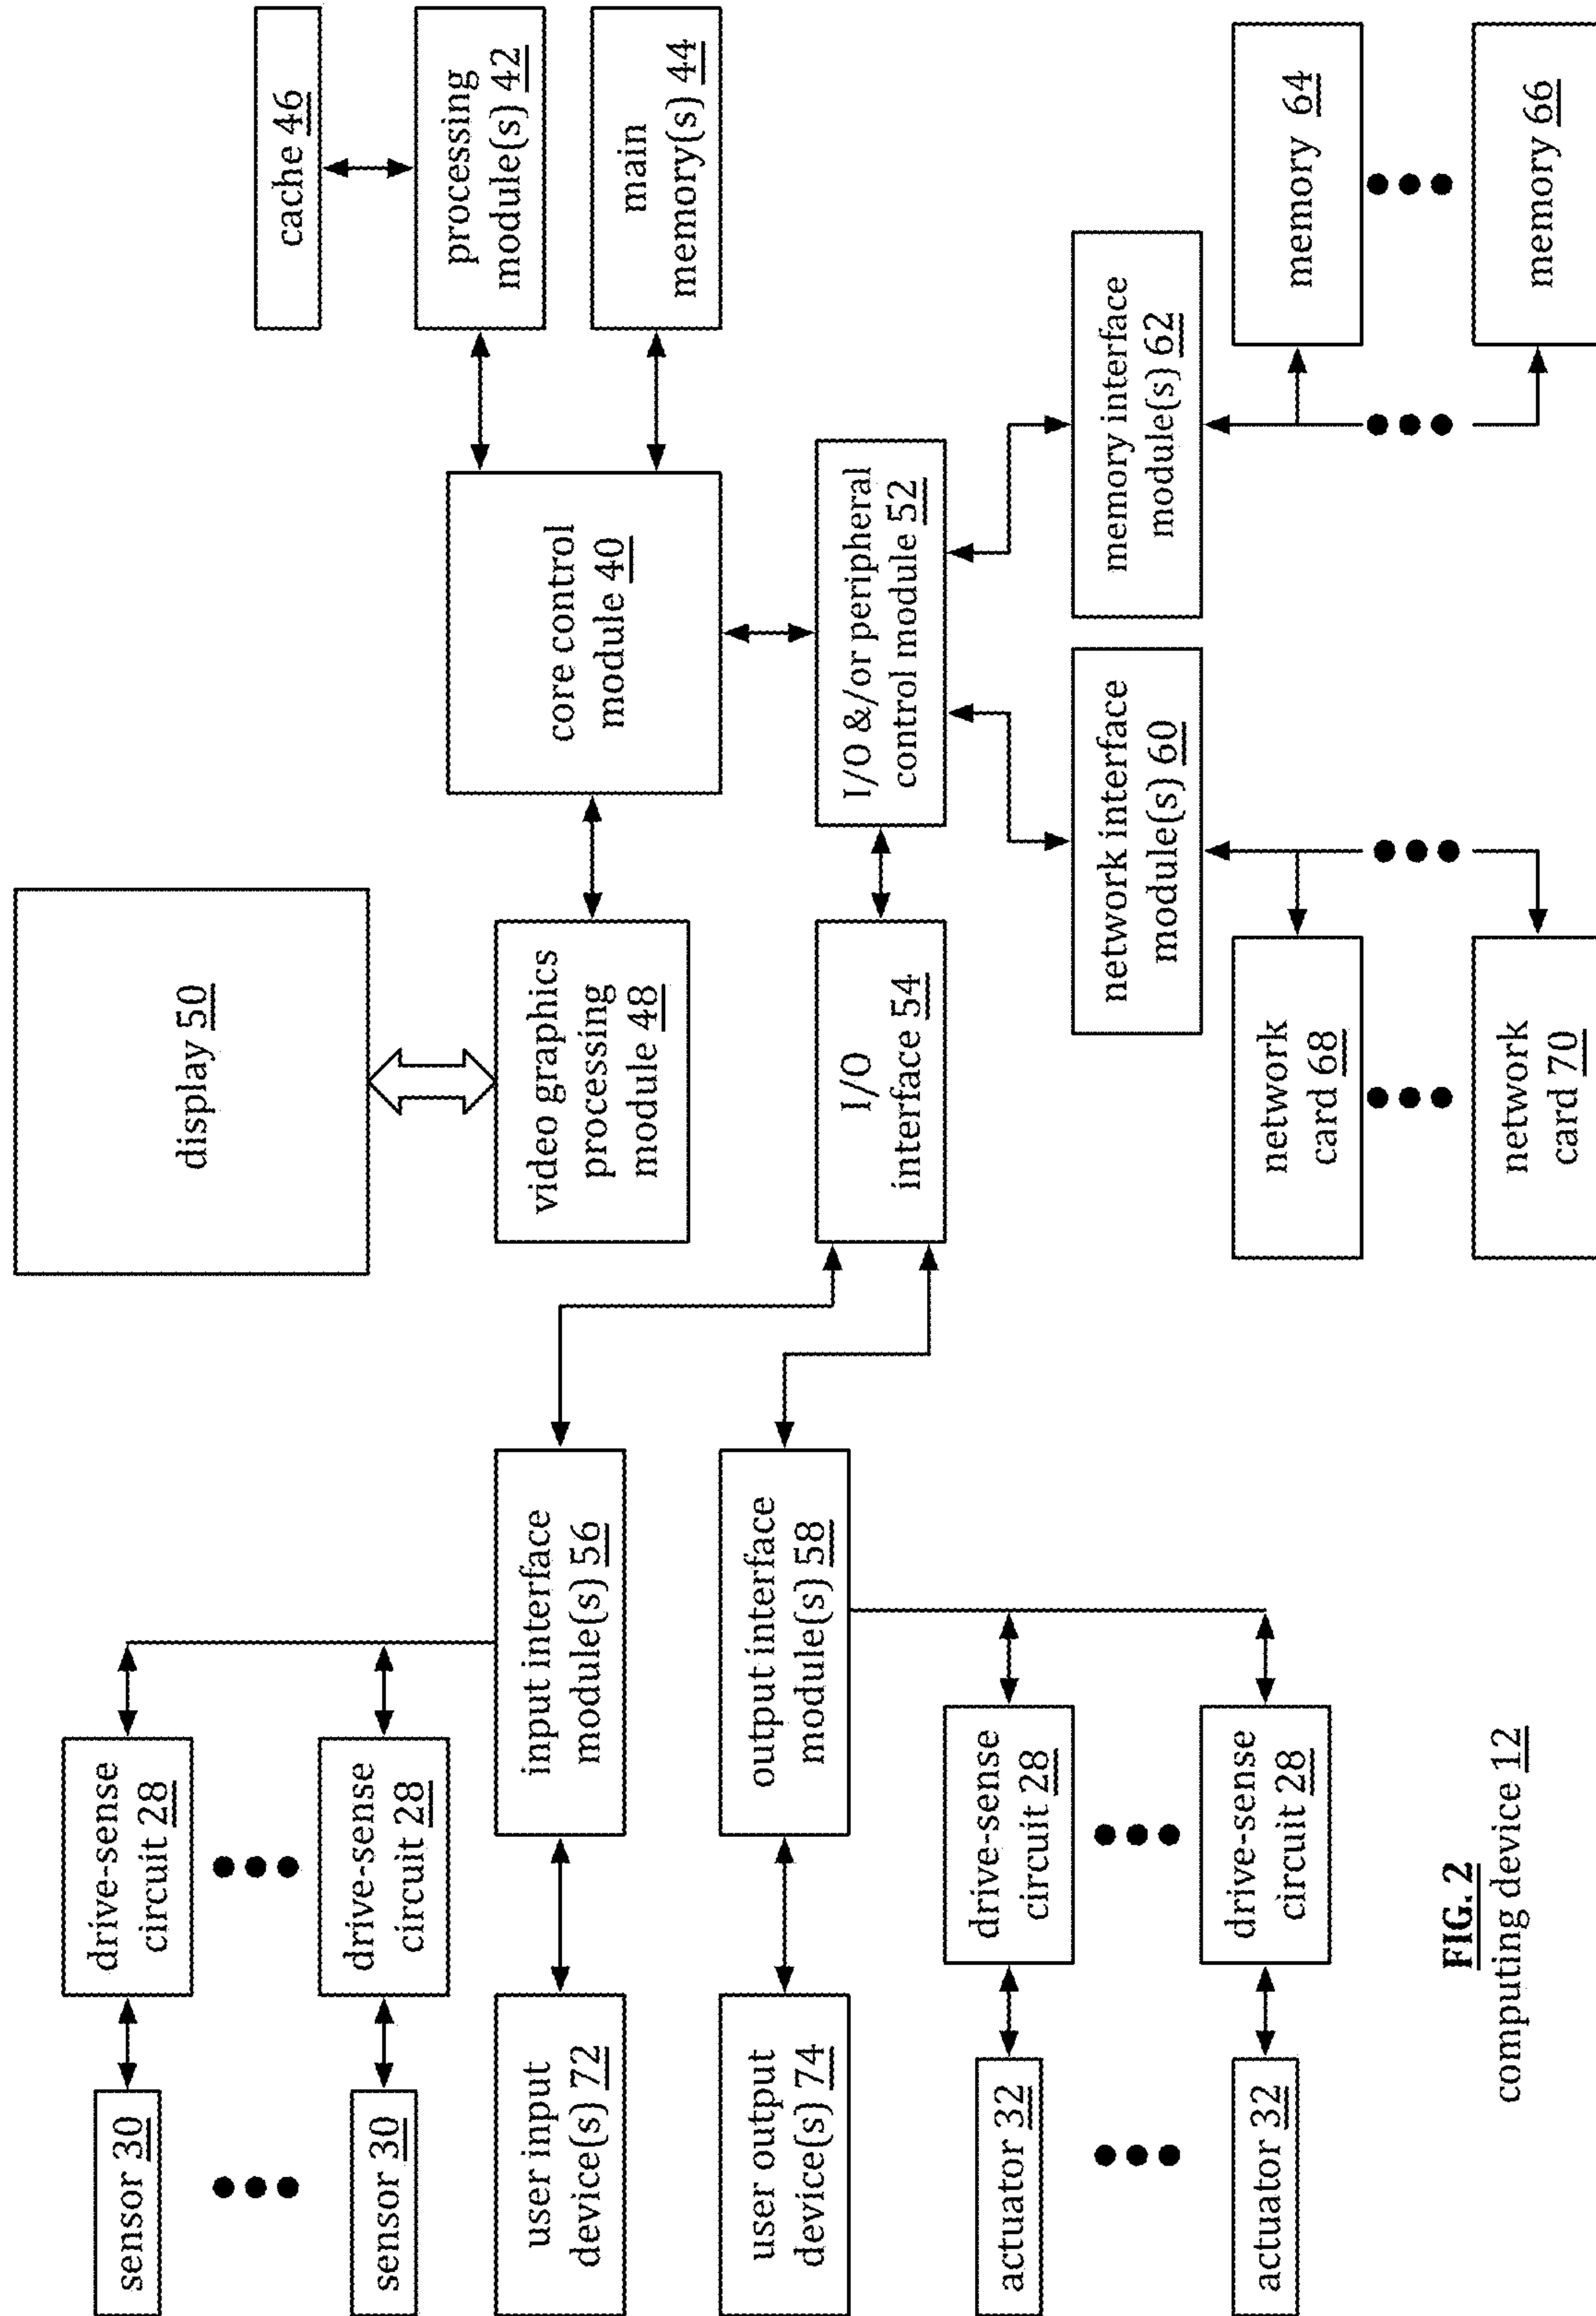 sensor 30
drive-sense
circuit 28
sensor 30
drive-sense
circuit 28
display 50
cache 46
user input
device(s) 72
input interface
module(s) 56
video graphics
processing
module 48
core control
module 40
processing
module(s) 42
main
memory(s) 44
user output
device(s) 74
output interface
module(s) 58
I/O
interface 54
I/O &/or peripheral
control module 52
actuator 32
drive-sense
circuit 28
actuator 32
drive-sense
circuit 28
network interface
module(s) 60
memory interface
module(s) 62
network
card 68
memory 64
network
card 70
memory 66
FIG. 2
computing device 12